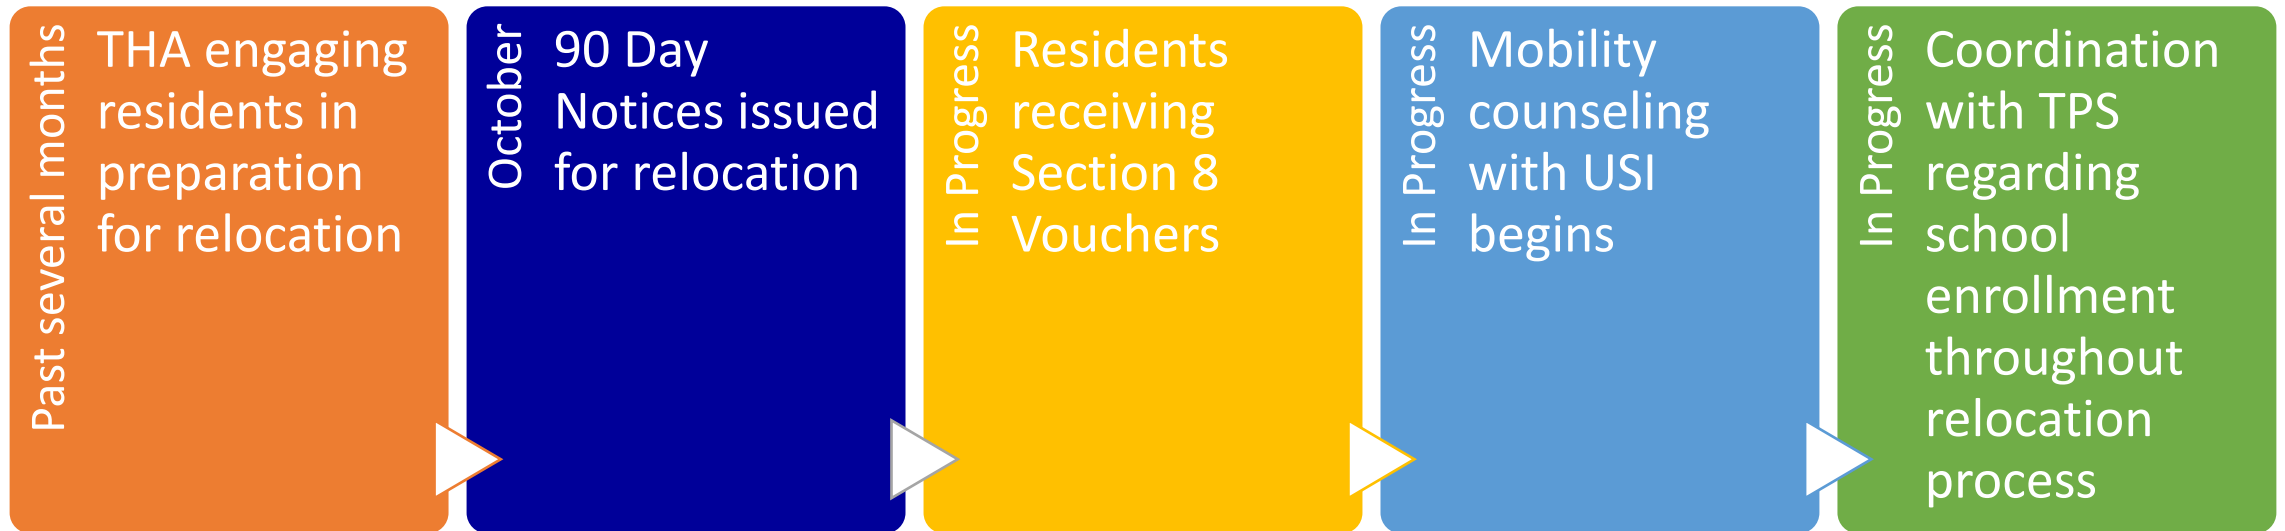 Past several months
THA engaging
residents in
preparation
for relocation
October
90 Day
Notices issued
for relocation
In Progress
Residents
receiving
Section 8
Vouchers
In Progress
Mobility
counseling
with USI
begins
In Progress
Coordination
with TPS
regarding
school
enrollment
throughout
relocation
process